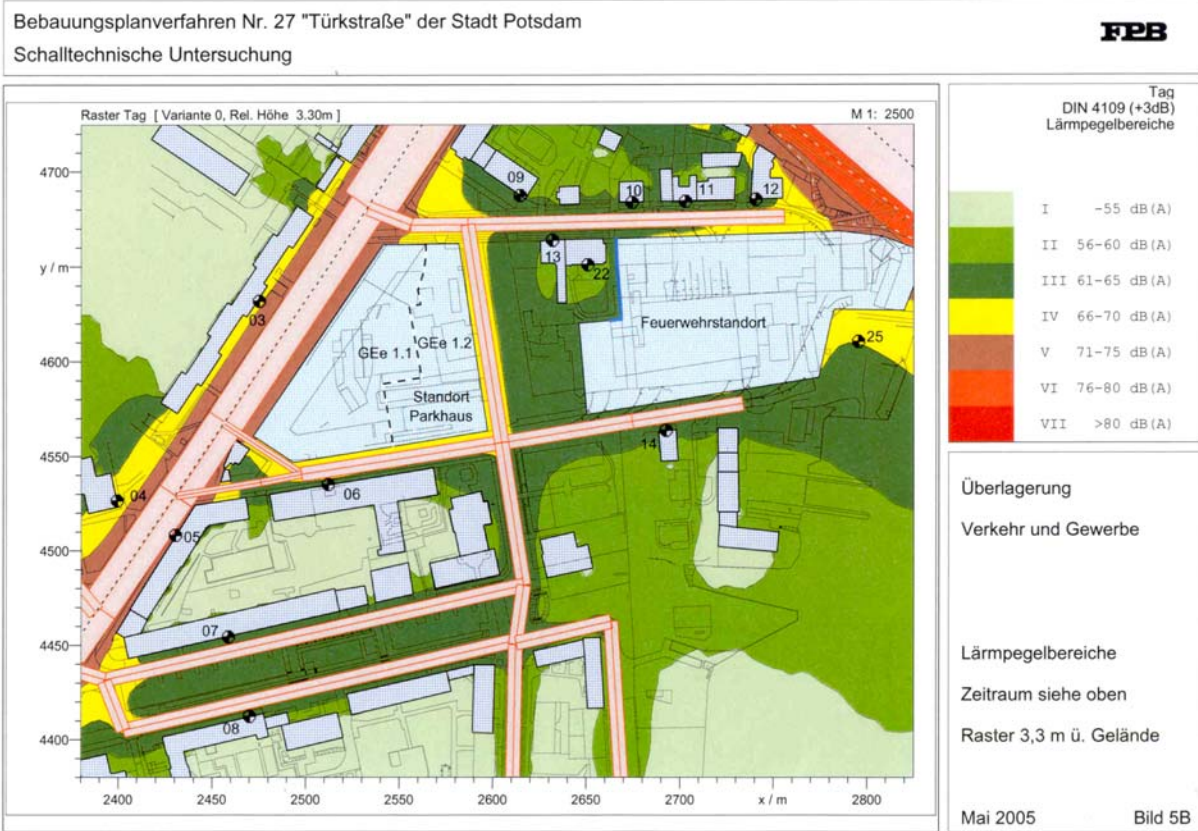 Bebauungsplanverfahren Nr. 27 "Türkstraße" der Stadt Potsdam
Schalltechnische Untersuchung
FPB
Raster Tag [ Variante 0, Rel. Höhe 3.30m ]
M 1: 2500
Tag
DIN 4109 (+3dB)
Lärmpegelbereiche
I -55 dB(A)
II 56-60 dB(A)
III 61-65 dB(A)
IV 66-70 dB(A)
V 71-75 dB(A)
VI 76-80 dB(A)
VII >80 dB(A)
4700
y / m
4600
4550
4500
4450
4400
09
10
11
12
13
22
03
Feuerwehrstandort
25
GEe 1.1
GEe 1.2
Standort
Parkhaus
14
04
06
05
07
08
2400
2450
2500
2550
2600
2650
2700
x / m
2800
Überlagerung
Verkehr und Gewerbe
Lärmpegelbereiche
Zeitraum siehe oben
Raster 3,3 m ü. Gelände
Mai 2005
Bild 5B